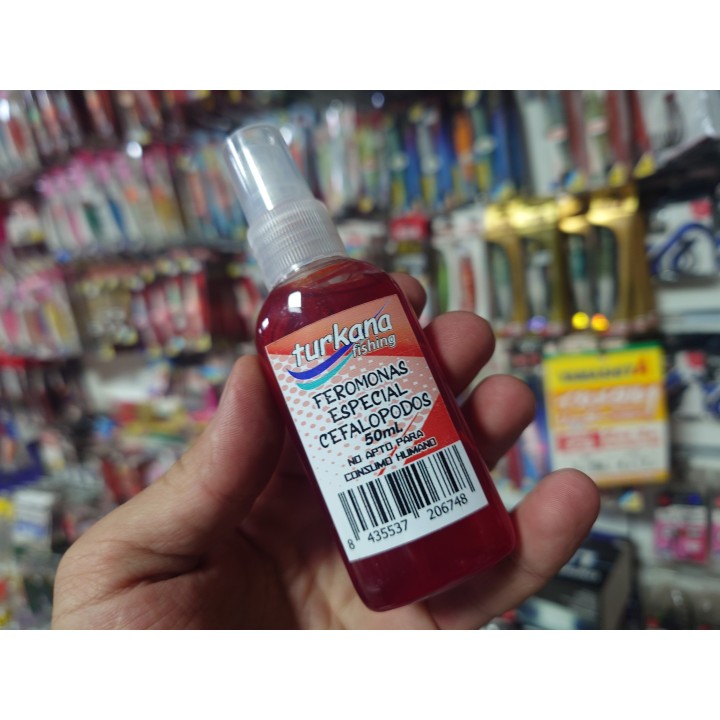 turkana
fishing
FEROMONAS
ESPECIAL
CEFALOPODOS
50mL
NO APTO PARA
CONSUMO HUMANO
8 435537 206748